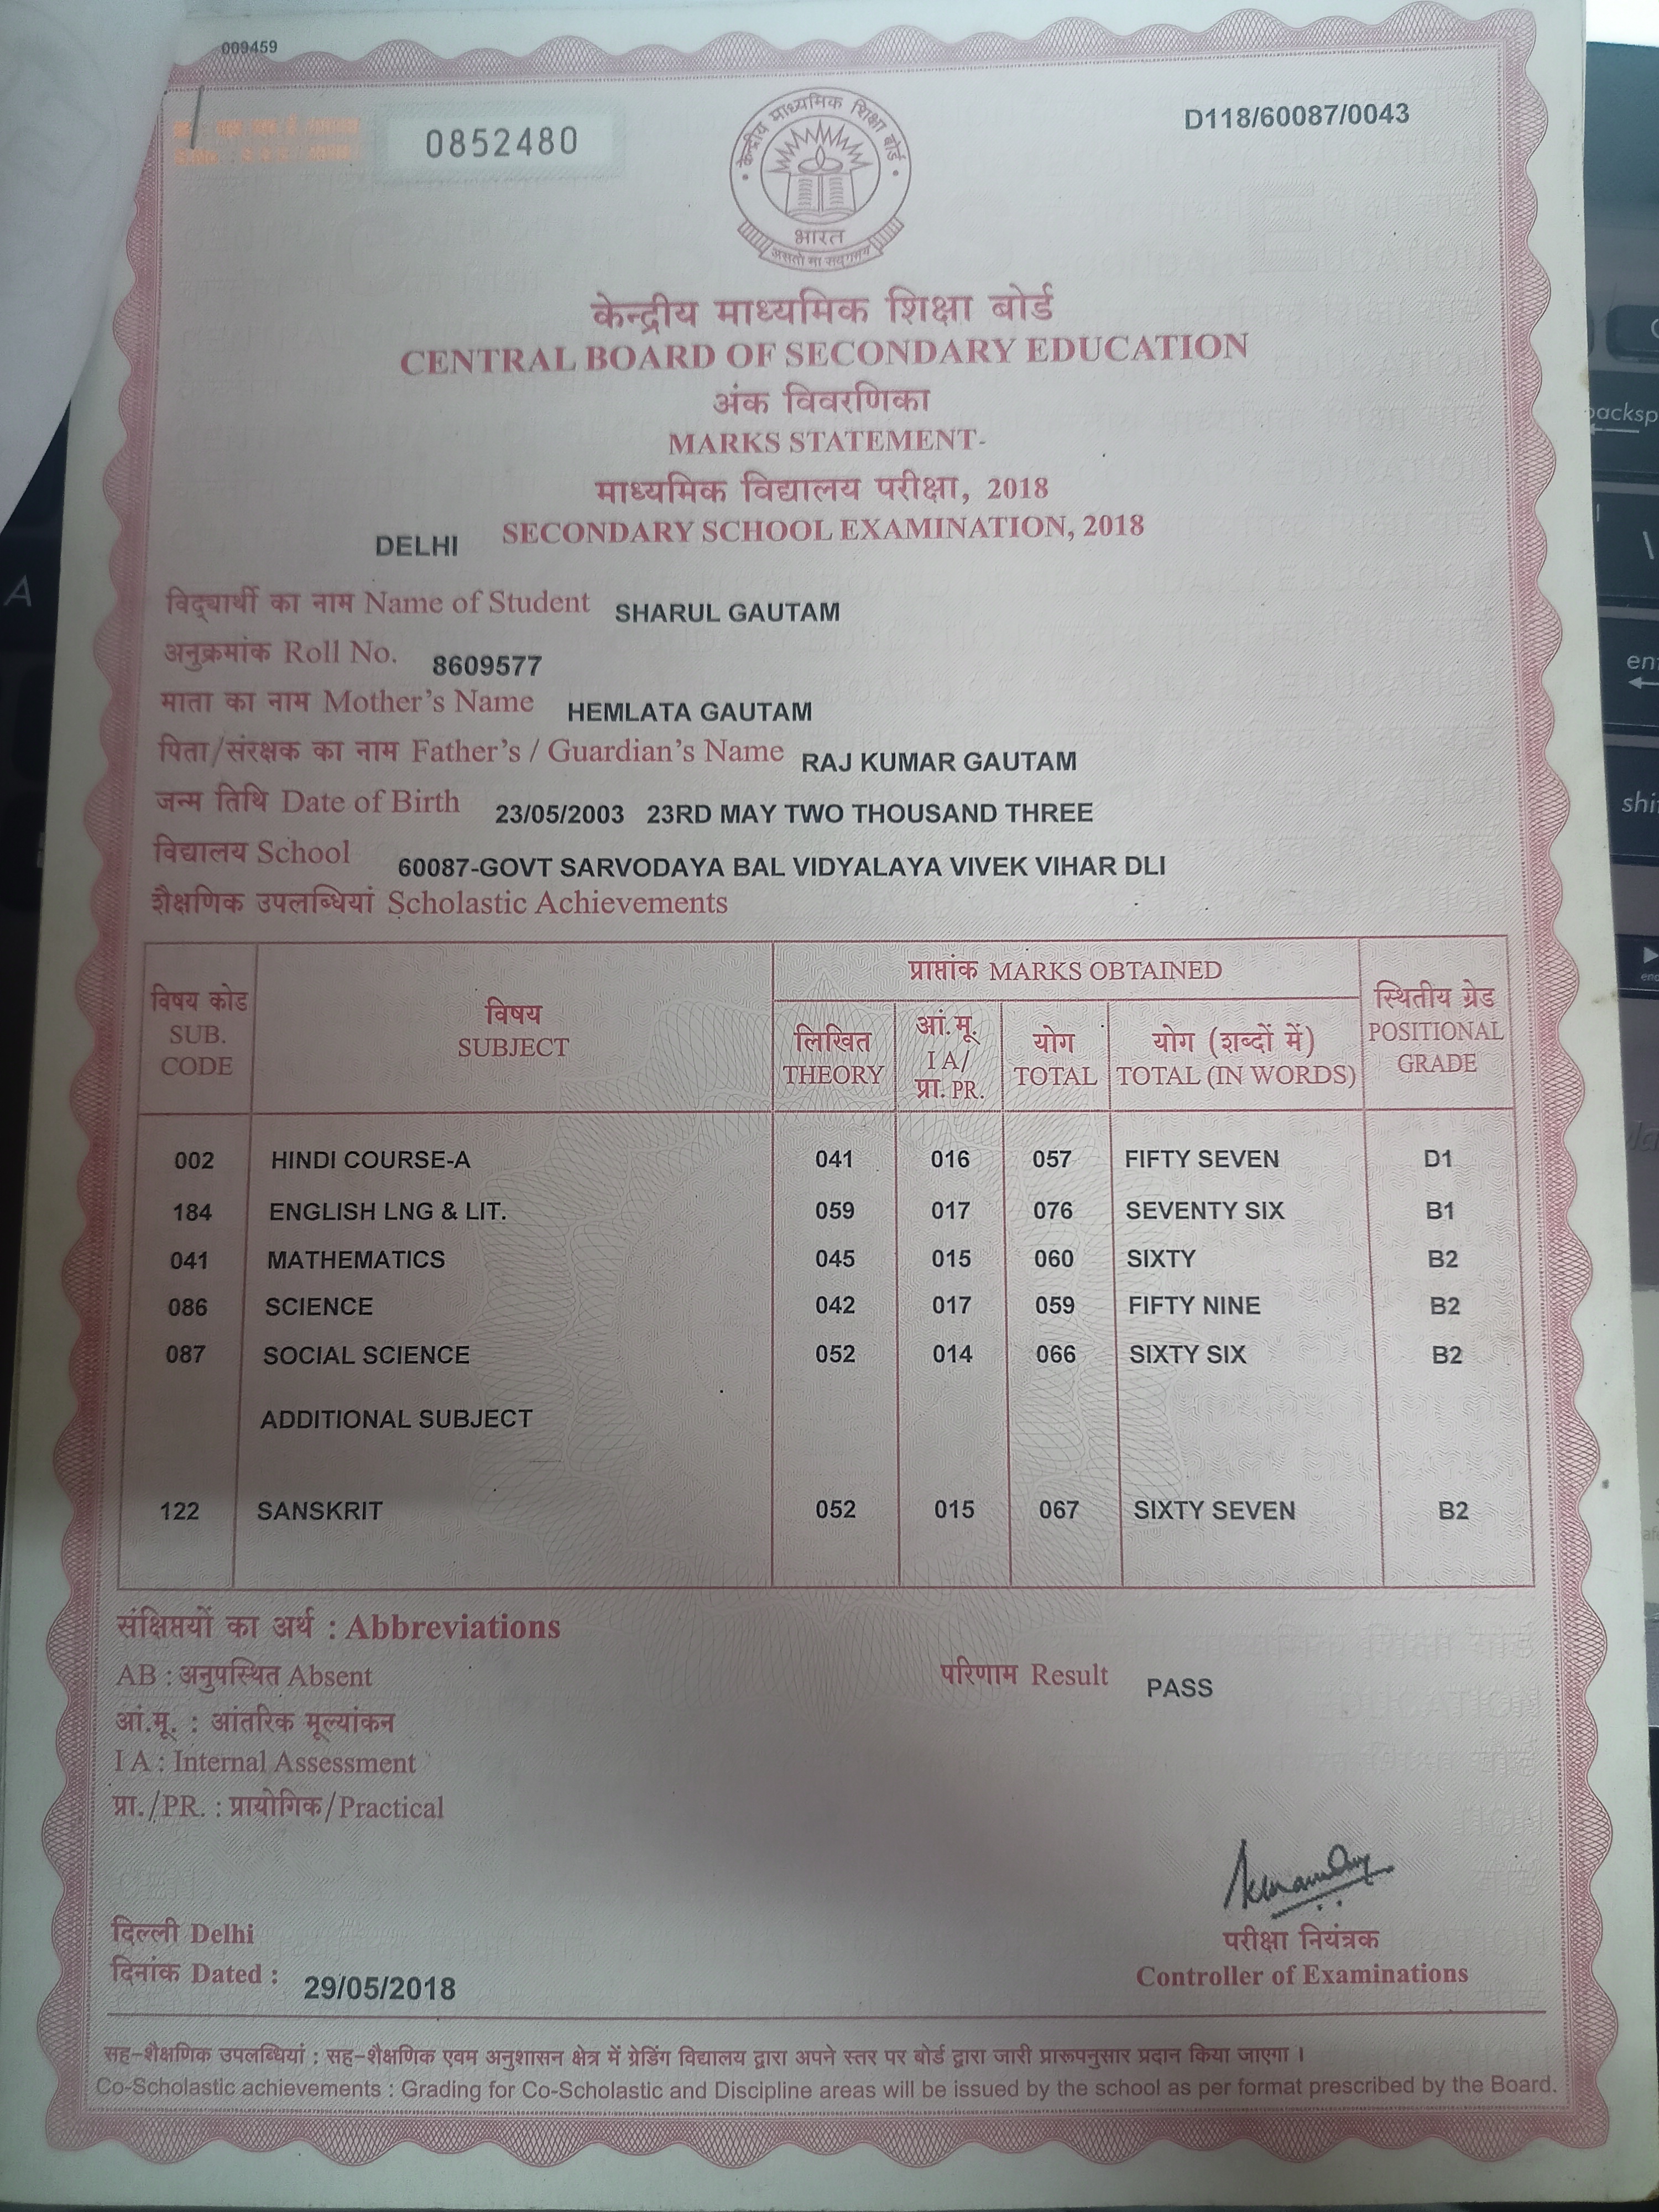 009459
0852480
D118/60087/0043
केन्द्रीय माध्यमिक शिक्षा बोर्ड
भारत
असतो मा सद्गमय
केन्द्रीय माध्यमिक शिक्षा बोर्ड
CENTRAL BOARD OF SECONDARY EDUCATION
अंक विवरणिका
MARKS STATEMENT-
माध्यमिक विद्यालय परीक्षा, 2018
DELHI SECONDARY SCHOOL EXAMINATION, 2018
विद्यार्थी का नाम Name of Student SHARUL GAUTAM
अनुक्रमांक Roll No. 8609577
माता का नाम Mother's Name HEMLATA GAUTAM
पिता/संरक्षक का नाम Father's / Guardian's Name RAJ KUMAR GAUTAM
जन्म तिथि Date of Birth 23/05/2003 23RD MAY TWO THOUSAND THREE
विद्यालय School 60087-GOVT SARVODAYA BAL VIDYALAYA VIVEK VIHAR DLI
शैक्षणिक उपलब्धियां Scholastic Achievements
विषय कोड SUB. CODE
विषय SUBJECT
प्राप्तांक MARKS OBTAINED
लिखित THEORY
आं.मू. I A/ प्रा. PR.
योग TOTAL
योग (शब्दों में) TOTAL (IN WORDS)
स्थितीय ग्रेड POSITIONAL GRADE
002 HINDI COURSE-A 041 016 057 FIFTY SEVEN D1
184 ENGLISH LNG & LIT. 059 017 076 SEVENTY SIX B1
041 MATHEMATICS 045 015 060 SIXTY B2
086 SCIENCE 042 017 059 FIFTY NINE B2
087 SOCIAL SCIENCE 052 014 066 SIXTY SIX B2
ADDITIONAL SUBJECT
122 SANSKRIT 052 015 067 SIXTY SEVEN B2
संक्षिप्तयों का अर्थ : Abbreviations
AB : अनुपस्थित Absent
परिणाम Result PASS
आं.मू. : आंतरिक मूल्यांकन
I A : Internal Assessment
प्रा./PR. : प्रायोगिक/Practical
दिल्ली Delhi
परीक्षा नियंत्रक
दिनांक Dated : 29/05/2018
Controller of Examinations
सह-शैक्षणिक उपलब्धियां : सह-शैक्षणिक एवम अनुशासन क्षेत्र में ग्रेडिंग विद्यालय द्वारा अपने स्तर पर बोर्ड द्वारा जारी प्रारूपनुसार प्रदान किया जाएगा ।
Co-Scholastic achievements : Grading for Co-Scholastic and Discipline areas will be issued by the school as per format prescribed by the Board.
A
backsp
shi